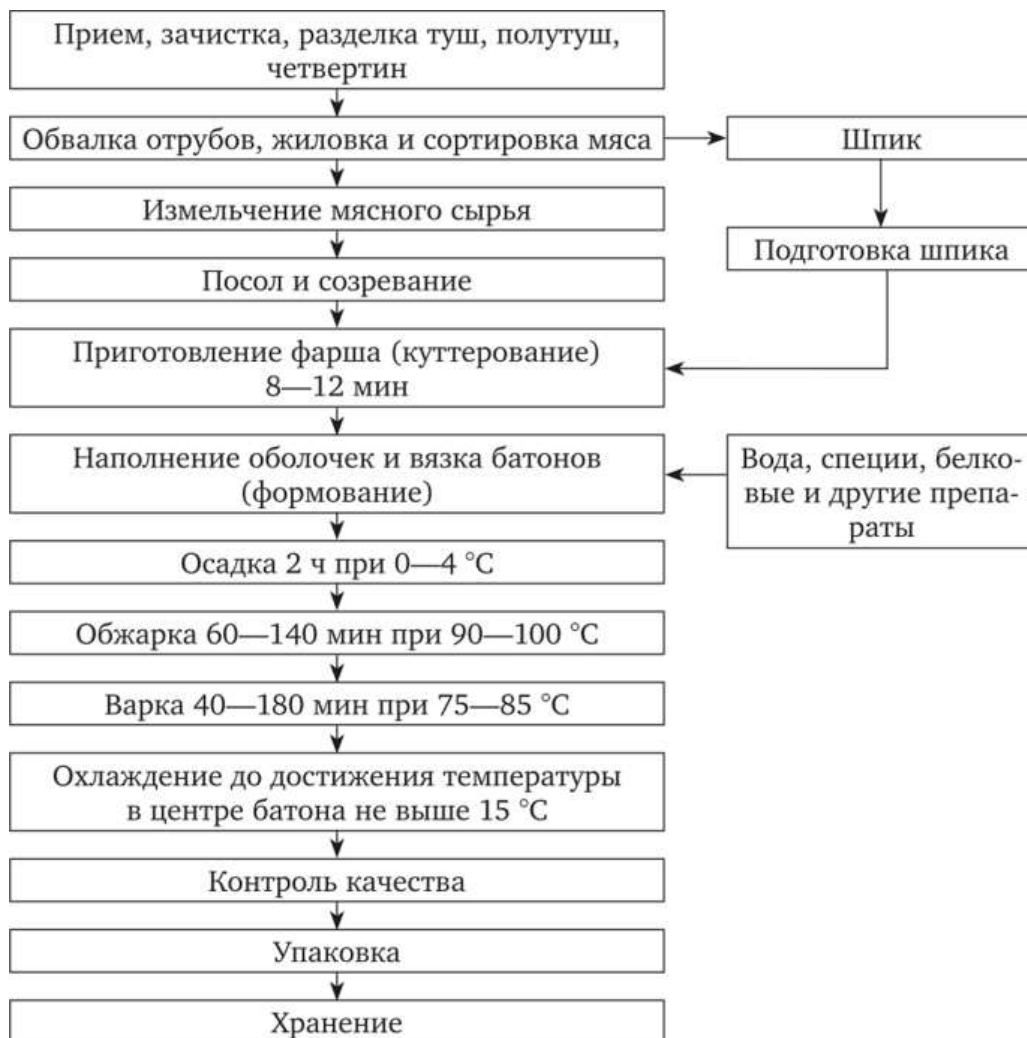 Прием, зачистка, разделка туш, полутуш,
четвертин
Обвалка отрубов, жиловка и сортировка мяса
Шпик
Измельчение мясного сырья
Подготовка шпика
Посол и созревание
Приготовление фарша (куттерование)
8—12 мин
Наполнение оболочек и вязка батонов
(формование)
Вода, специи, белко-
вые и другие препа-
раты
Осадка 2 ч при 0—4 °C
Обжарка 60—140 мин при 90—100 °C
Варка 40—180 мин при 75—85 °C
Охлаждение до достижения температуры
в центре батона не выше 15 °C
Контроль качества
Упаковка
Хранение